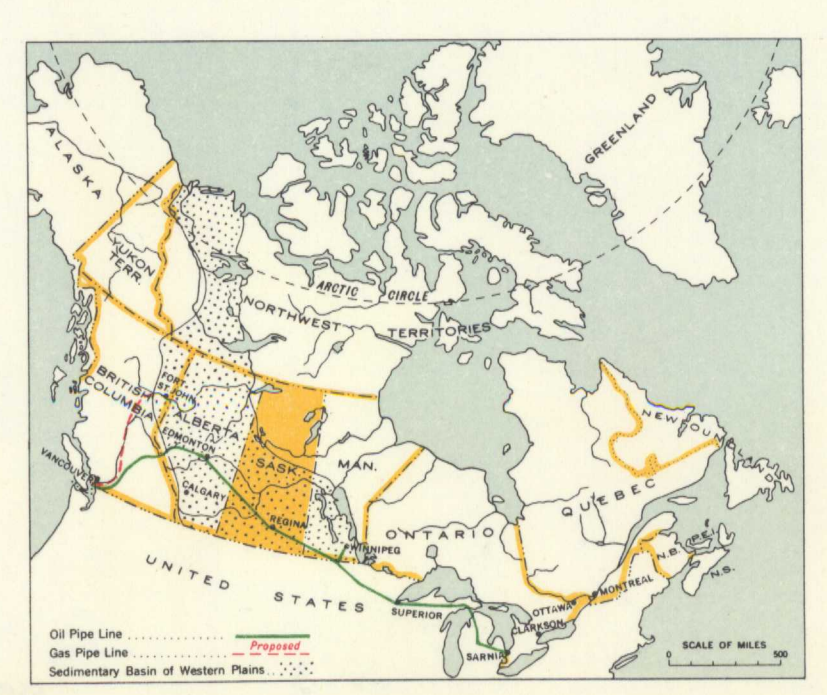 GREENLAND
ALASKA
YUKON
TERR
ARCTIC CIRCLE
NORTHWEST TERRITORIES
BRITISH
COLUMBIA
FORT
ST JOHN
ALBERTA
EDMONTON
VANCOUVER
SASK
MAN.
CALGARY
REGINA
WINNIPEG
NEWFOUNDLAND
QUEBEC
ONTARIO
P.E.I
N.B.
N.S.
UNITED STATES
SUPERIOR
OTTAWA
MONTREAL
CLARKSON
SARNIA
Oil Pipe Line
Gas Pipe Line Proposed
Sedimentary Basin of Western Plains
SCALE OF MILES
0 500